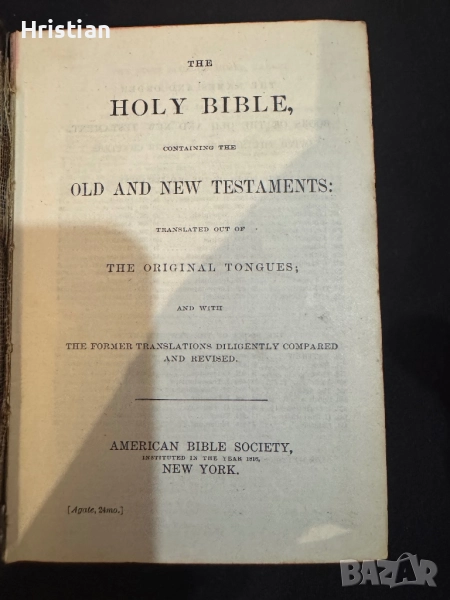 Hristian
THE
HOLY BIBLE,
CONTAINING THE
OLD AND NEW TESTAMENTS:
TRANSLATED OUT OF
THE ORIGINAL TONGUES;
AND WITH
THE FORMER TRANSLATIONS DILIGENTLY COMPARED
AND REVISED.
AMERICAN BIBLE SOCIETY,
INSTITUTED IN THE YEAR 1816,
NEW YORK.
[Agate, 24mo.]
BAZAR